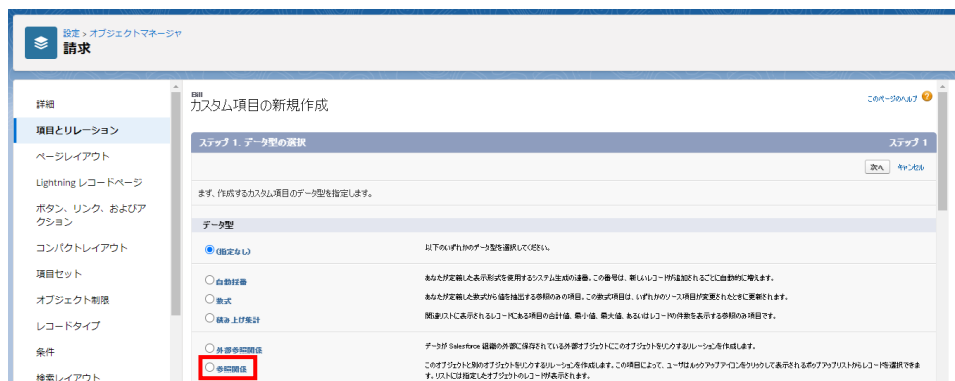 設定 > オブジェクトマネージャ
請求
詳細
項目とリレーション
ページレイアウト
Lightning レコードページ
ボタン、リンク、およびア
クション
コンパクトレイアウト
項目セット
オブジェクト制限
レコードタイプ
条件
検索レイアウト
Bill
カスタム項目の新規作成
このページのヘルプ
ステップ 1. データ型の選択
ステップ 1
次へ キャンセル
まず、作成するカスタム項目のデータ型を指定します。
データ型
(指定なし)
以下のいずれかのデータ型を選択してください。
自動採番
あなたが定義した表示形式を使用するシステム生成の連番。この番号は、新しいレコードが追加されるごとに自動的に増えます。
数式
あなたが定義した数式から値を抽出する参照のみの項目。この数式項目は、いずれかのソース項目が変更されたときに更新されます。
積み上げ集計
関連リストに表示されるレコードにある項目の合計値、最小値、最大値、あるいはレコードの件数を表示する参照のみ項目です。
外部参照関係
データが Salesforce 組織の外部に保存されている外部オブジェクトにこのオブジェクトをリンクするリレーションを作成します。
参照関係
このオブジェクトと別のオブジェクトをリンクするリレーションを作成します。この項目によって、ユーザはルックアップアイコンをクリックして表示されるポップアップリストからレコードを選択できま
す。リストには指定したオブジェクトのレコードが表示されます。